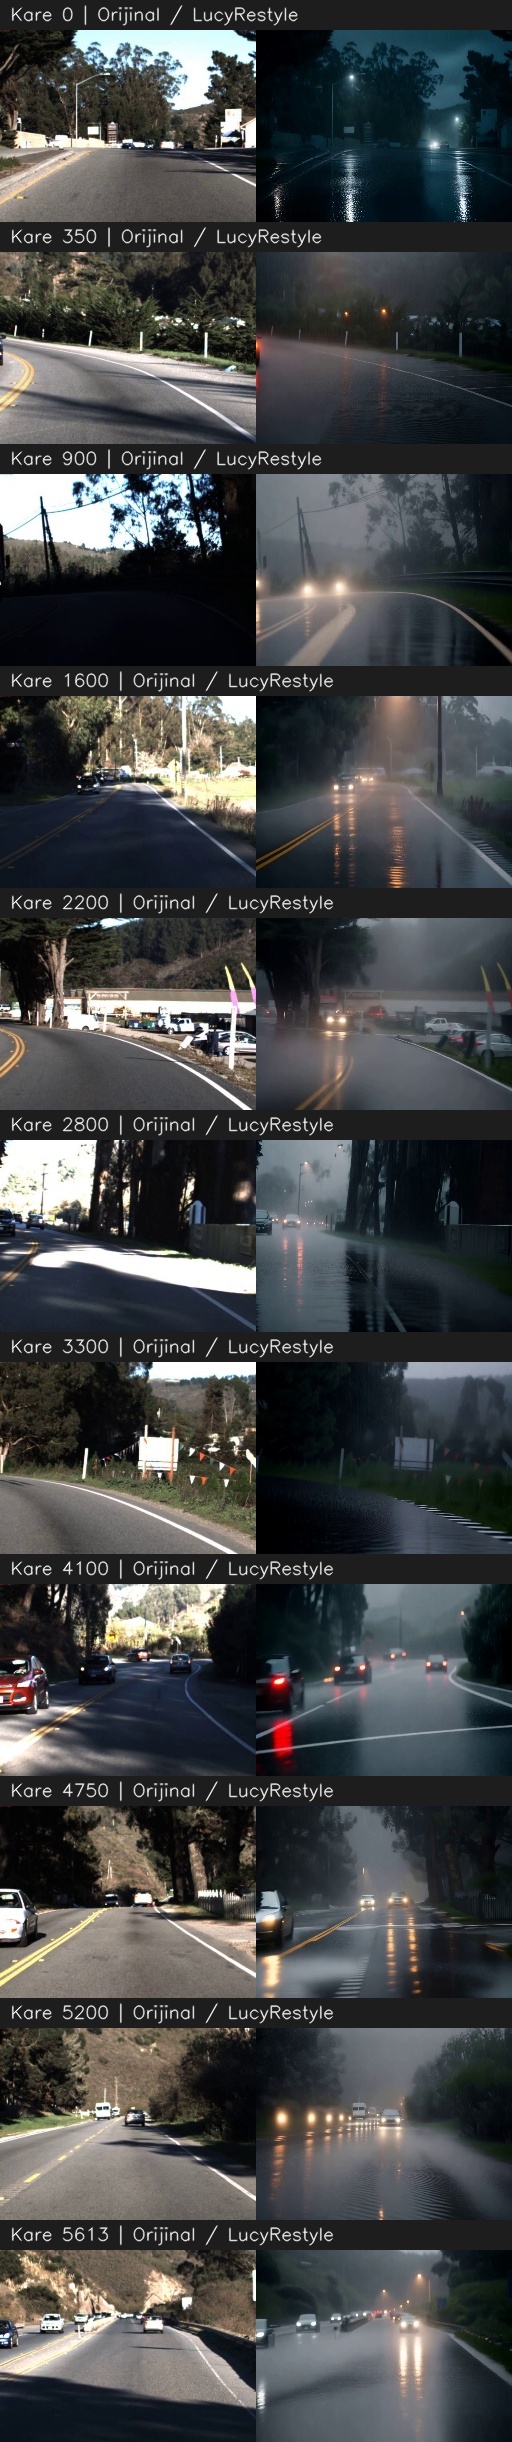 Kare 0 | Orijinal / LucyRestyle
Kare 350 | Orijinal / LucyRestyle
Kare 900 | Orijinal / LucyRestyle
Kare 1600 | Orijinal / LucyRestyle
Kare 2200 | Orijinal / LucyRestyle
Kare 2800 | Orijinal / LucyRestyle
Kare 3300 | Orijinal / LucyRestyle
Kare 4100 | Orijinal / LucyRestyle
Kare 4750 | Orijinal / LucyRestyle
Kare 5200 | Orijinal / LucyRestyle
Kare 5613 | Orijinal / LucyRestyle